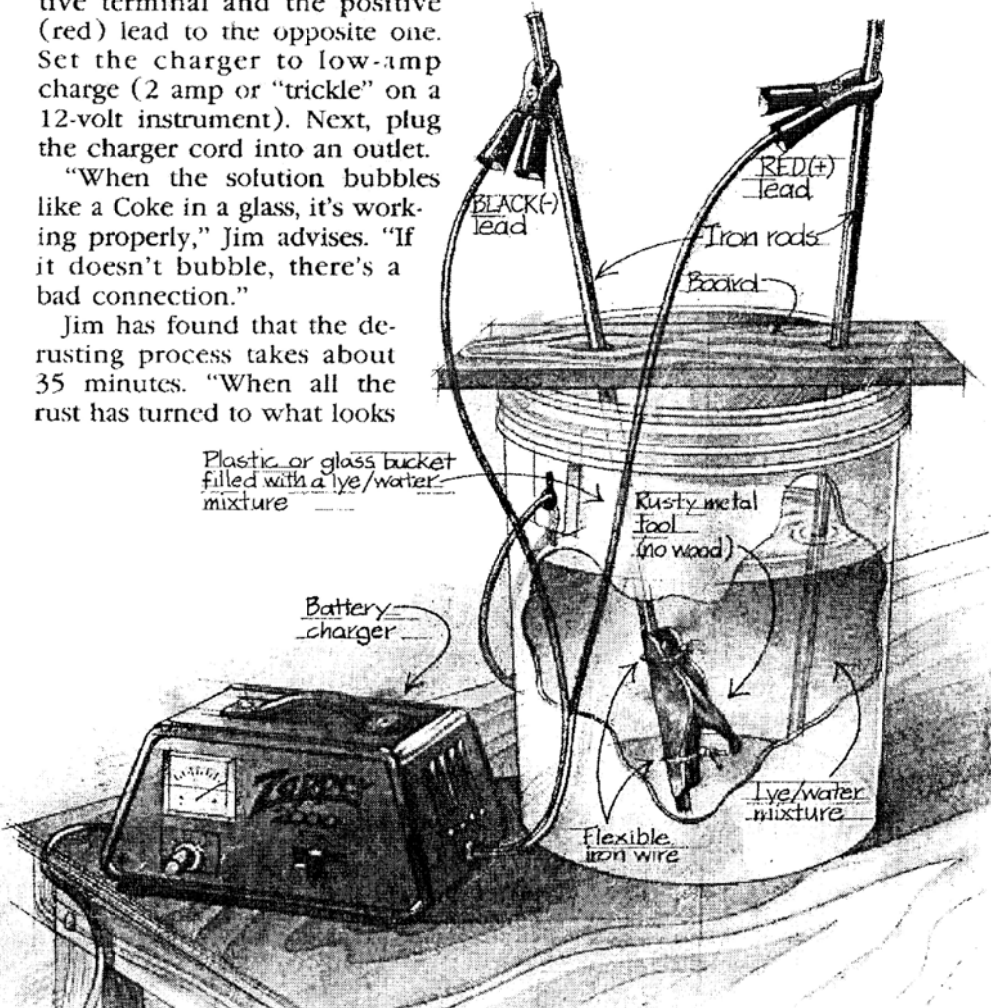 tive terminal and the positive
(red) lead to the opposite one.
Set the charger to low-amp
charge (2 amp or “trickle” on a
12-volt instrument). Next, plug
the charger cord into an outlet.
“When the solution bubbles
like a Coke in a glass, it's work-
ing properly,” Jim advises. “If
it doesn't bubble, there's a
bad connection.”
Jim has found that the de-
rusting process takes about
35 minutes. “When all the
rust has turned to what looks
BLACK(-)
lead
RED(+)
lead
Iron rods
Board
Plastic or glass bucket
filled with a lye/water
mixture
Rusty metal
tool
(no wood)
Battery
charger
Lye/water
mixture
Flexible
iron wire